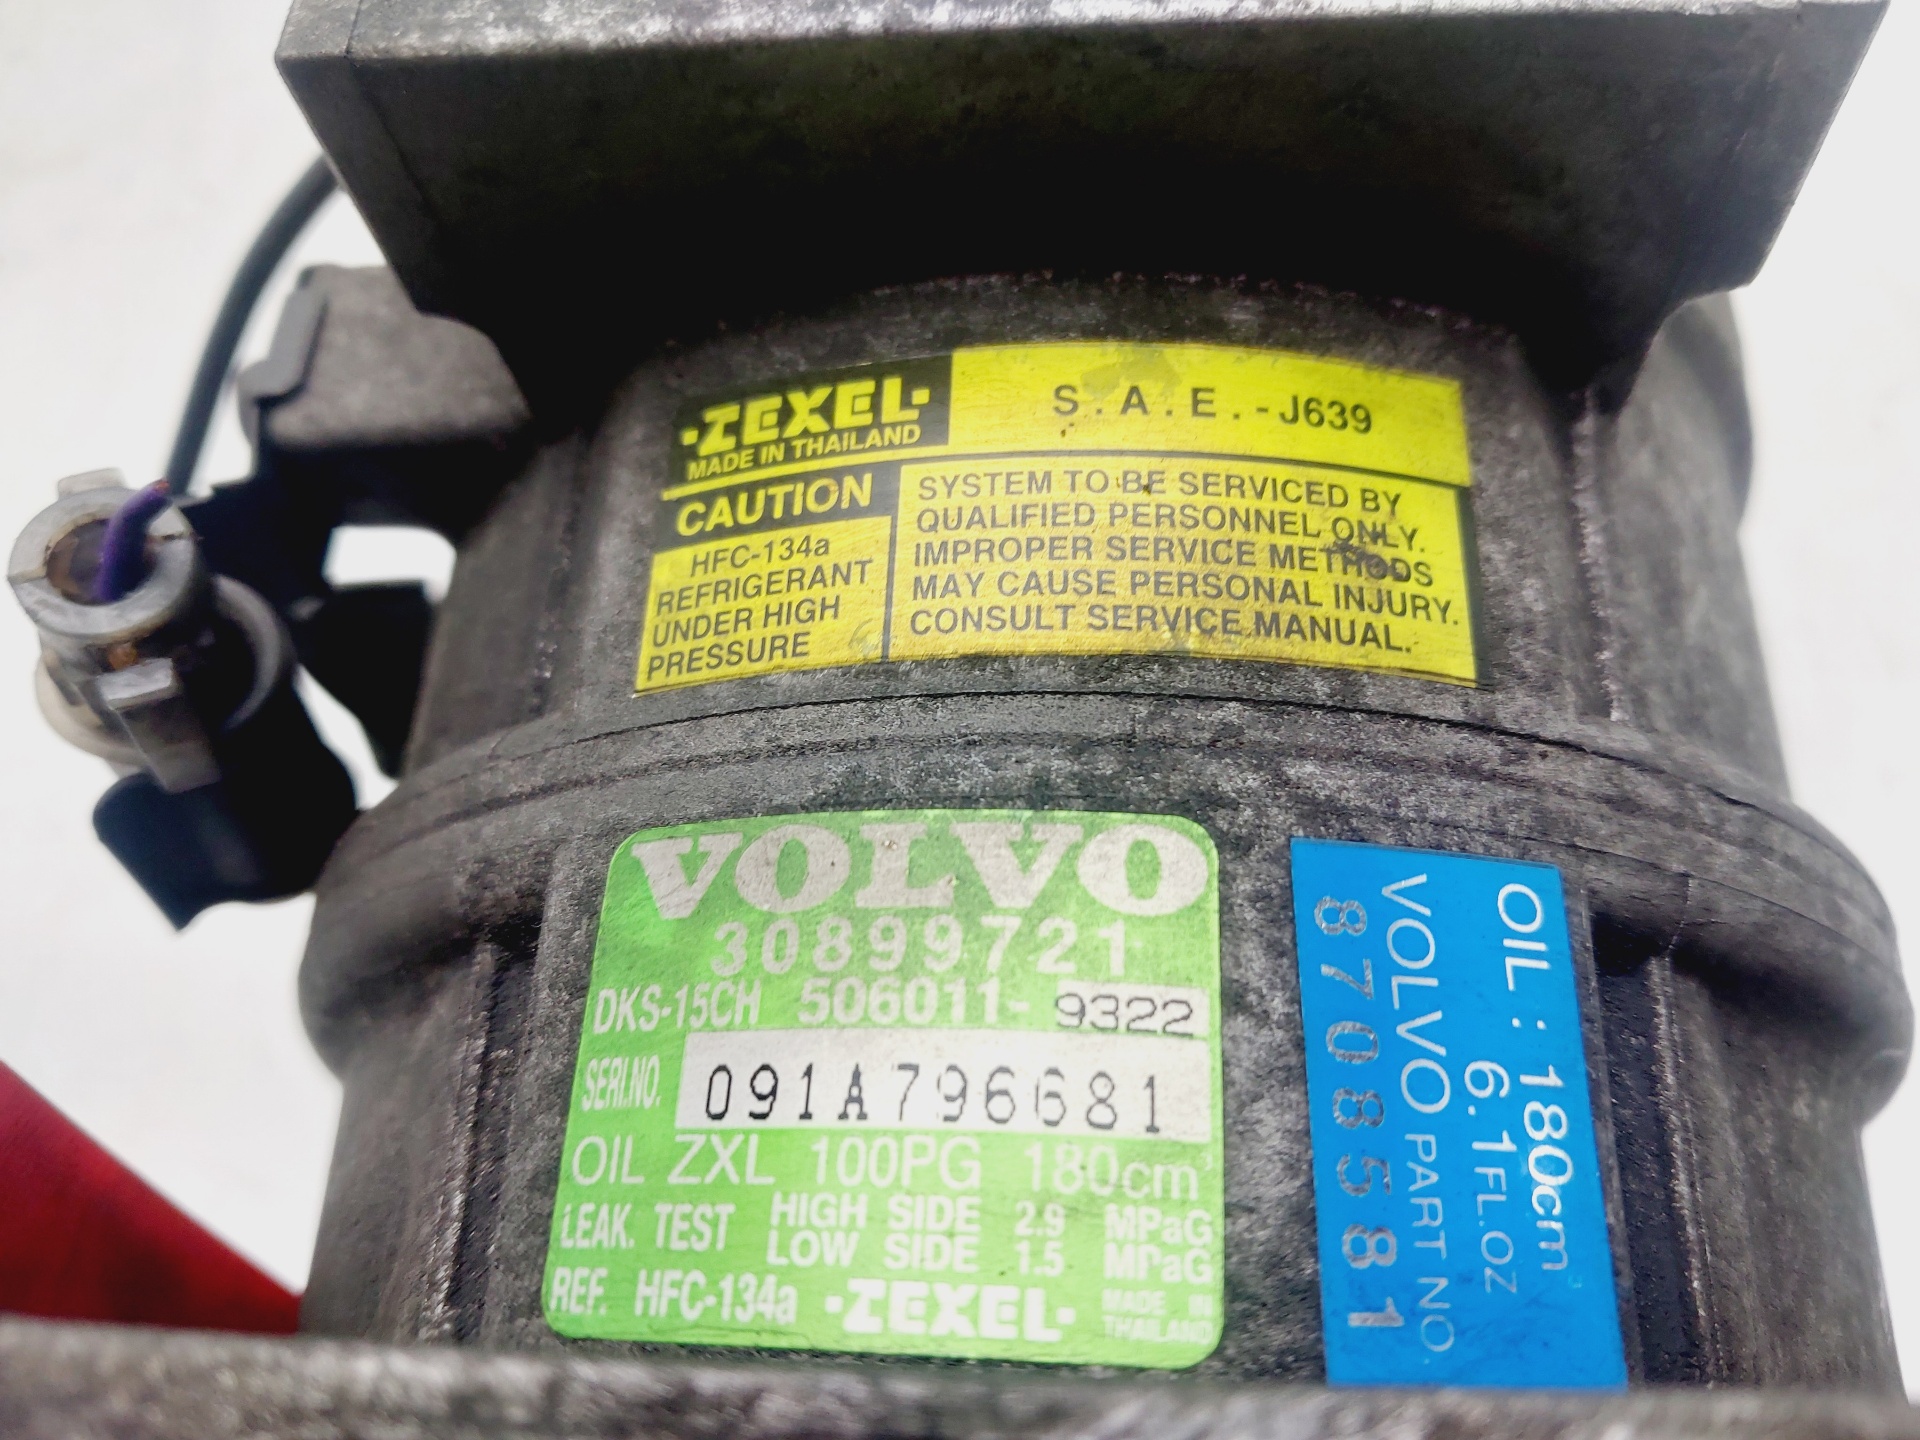 ·ZEXEL·
MADE IN THAILAND
S.A.E.-J639
CAUTION
HFC-134a
REFRIGERANT
UNDER HIGH
PRESSURE
SYSTEM TO BE SERVICED BY
QUALIFIED PERSONNEL ONLY.
IMPROPER SERVICE METHODS
MAY CAUSE PERSONAL INJURY.
CONSULT SERVICE MANUAL.
VOLVO
30899721
DKS-15CH 506011-9322
SERI.NO. 091A796681
OIL ZXL 100PG 180cm³
LEAK. TEST HIGH SIDE 2.9 MPaG
LOW SIDE 1.5 MPaG
REF. HFC-134a ·ZEXEL· MADE IN
THAILAND
OIL: 180cm³
6.1FL.OZ
VOLVO PART NO
8708581